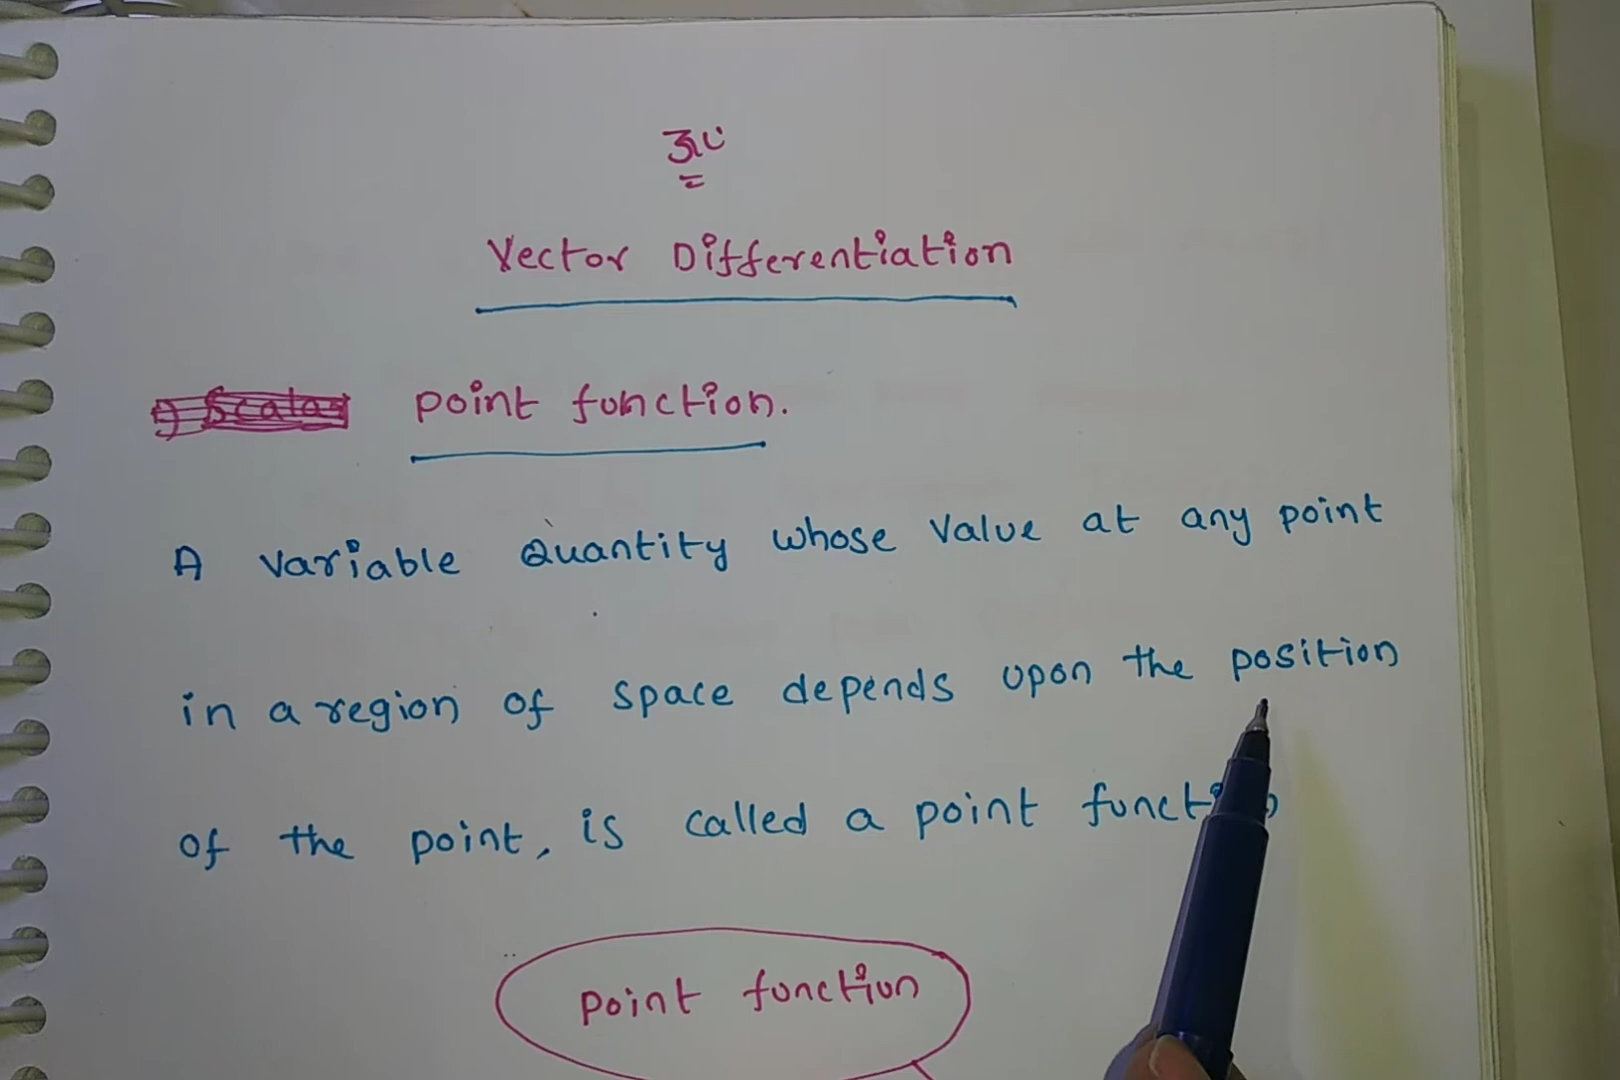 Vector Differentiation
point function.
A variable Quantity whose value at any point
in a region of space depends upon the position
of the point, is called a point function
point function